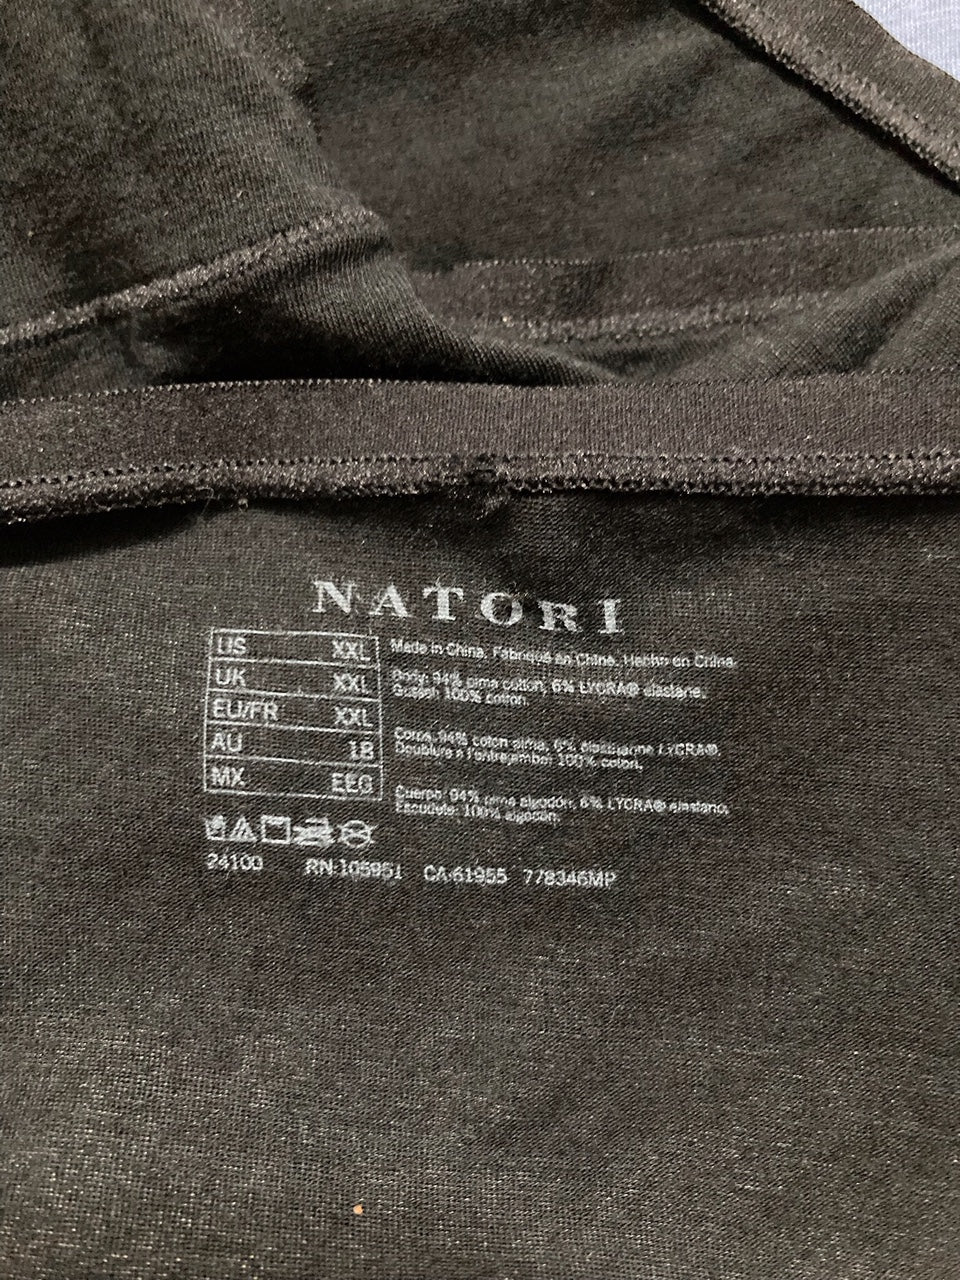 NATORI
US XXL
UK XXL
EU/FR XXL
AU 18
MX EEG
Made in China. Fabriqué en Chine. Hecho en China.
Body: 94% pima cotton, 6% LYCRA® elastane.
Gusset: 100% cotton.
Corps: 94% coton pima, 6% élasthanne LYCRA®.
Doublure à l'entrejambe: 100% coton.
Cuerpo: 94% pima algodón, 6% LYCRA® elastano.
Escudete: 100% algodón.
24100 RN:105951 CA-61955 778346MP